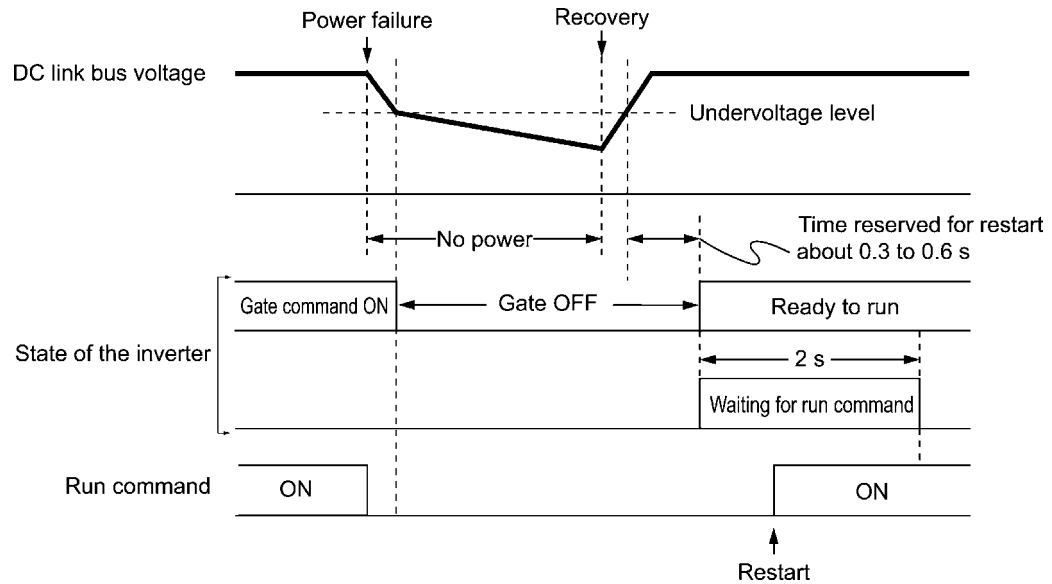 Power failure
Recovery
DC link bus voltage
Undervoltage level
No power
Time reserved for restart
about 0.3 to 0.6 s
Gate command ON
Gate OFF
Ready to run
State of the inverter
2 s
Waiting for run command
Run command
ON
ON
Restart